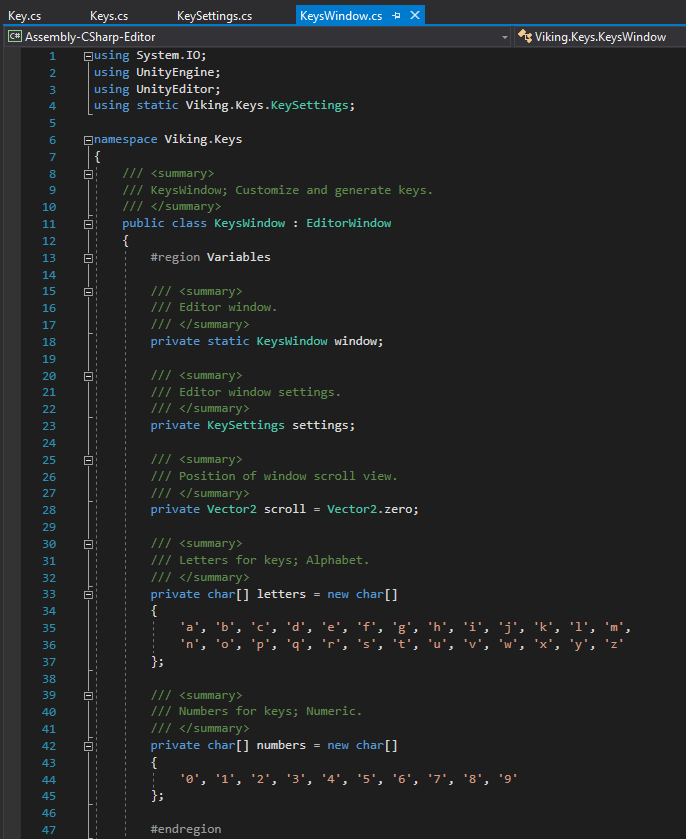 Key.cs Keys.cs KeySettings.cs KeysWindow.cs
C# Assembly-CSharp-Editor Viking.Keys.KeysWindow
1 using System.IO;
2 using UnityEngine;
3 using UnityEditor;
4 using static Viking.Keys.KeySettings;
5
6 namespace Viking.Keys
7 {
8 /// <summary>
9 /// KeysWindow; Customize and generate keys.
10 /// </summary>
11 public class KeysWindow : EditorWindow
12 {
13 #region Variables
14
15 /// <summary>
16 /// Editor window.
17 /// </summary>
18 private static KeysWindow window;
19
20 /// <summary>
21 /// Editor window settings.
22 /// </summary>
23 private KeySettings settings;
24
25 /// <summary>
26 /// Position of window scroll view.
27 /// </summary>
28 private Vector2 scroll = Vector2.zero;
29
30 /// <summary>
31 /// Letters for keys; Alphabet.
32 /// </summary>
33 private char[] letters = new char[]
34 {
35 'a', 'b', 'c', 'd', 'e', 'f', 'g', 'h', 'i', 'j', 'k', 'l', 'm',
36 'n', 'o', 'p', 'q', 'r', 's', 't', 'u', 'v', 'w', 'x', 'y', 'z'
37 };
38
39 /// <summary>
40 /// Numbers for keys; Numeric.
41 /// </summary>
42 private char[] numbers = new char[]
43 {
44 '0', '1', '2', '3', '4', '5', '6', '7', '8', '9'
45 };
46
47 #endregion